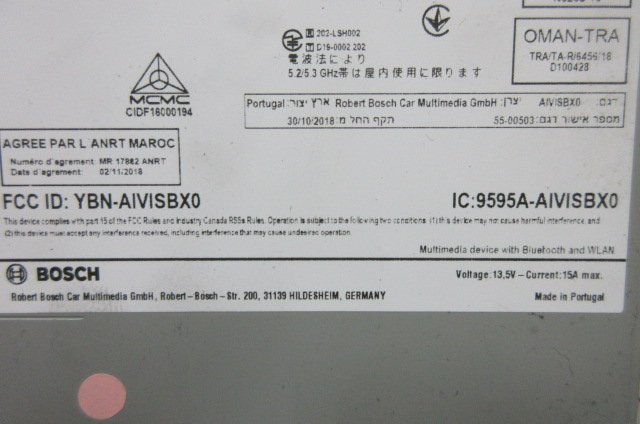 202-LSH002
D19-0002 202
電波法により
5.2/5.3 GHz帯は屋内使用に限ります
OMAN-TRA
TRA/TA-R/6456/18
D100428
MCMC
CIDF16000194
דגם: AIVISBX0 יצרן: Robert Bosch Car Multimedia GmbH ארץ יצור: Portugal
מספר אישור דגם: 55-00503 תקף החל מ: 30/10/2018
AGREE PAR L'ANRT MAROC
Numéro d'agrement: MR 17882 ANRT
Date d'agrement: 02/11/2018
FCC ID: YBN-AIVISBX0
IC:9595A-AIVISBX0
This device complies with part 15 of the FCC Rules and Industry Canada RSSs Rules. Operation is subject to the following two conditions. (1) this device may not cause harmful interference, and
(2) this device must accept any interference received, including interference that may cause undesired operation.
Multimedia device with Bluetooth and WLAN.
BOSCH
Voltage: 13,5V - Current: 15A max.
Robert Bosch Car Multimedia GmbH, Robert-Bosch-Str. 200, 31139 HILDESHEIM, GERMANY
Made in Portugal